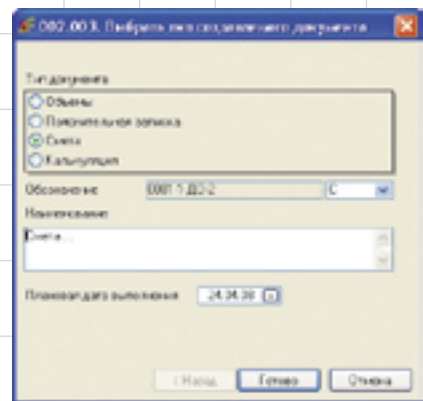 002.003. Выбрать тип создаваемого документа
Тип документа
Объемы
Пояснительная записка
Смета
Калькуляция
Обозначение С
Наименование
Смета...
Плановая дата выполнения
< Назад Готово Отмена